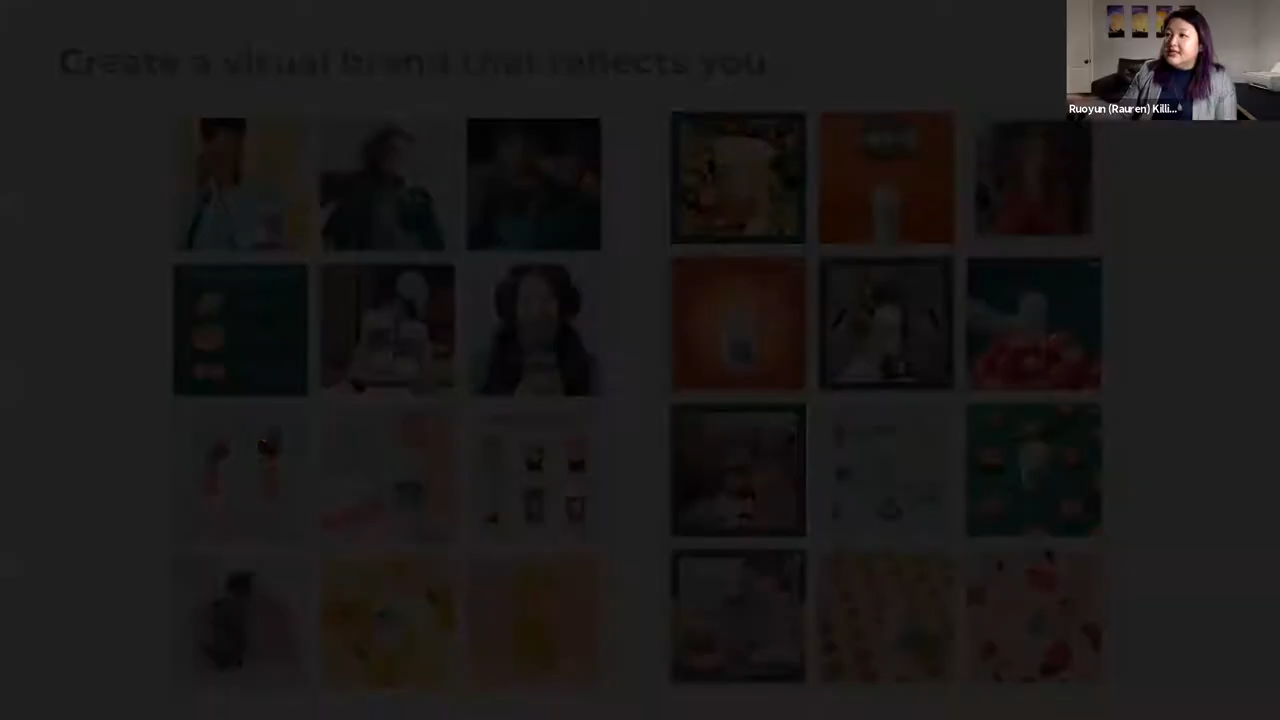 Create a visual brand that reflects you
Ruoyun (Rauren) Killi...